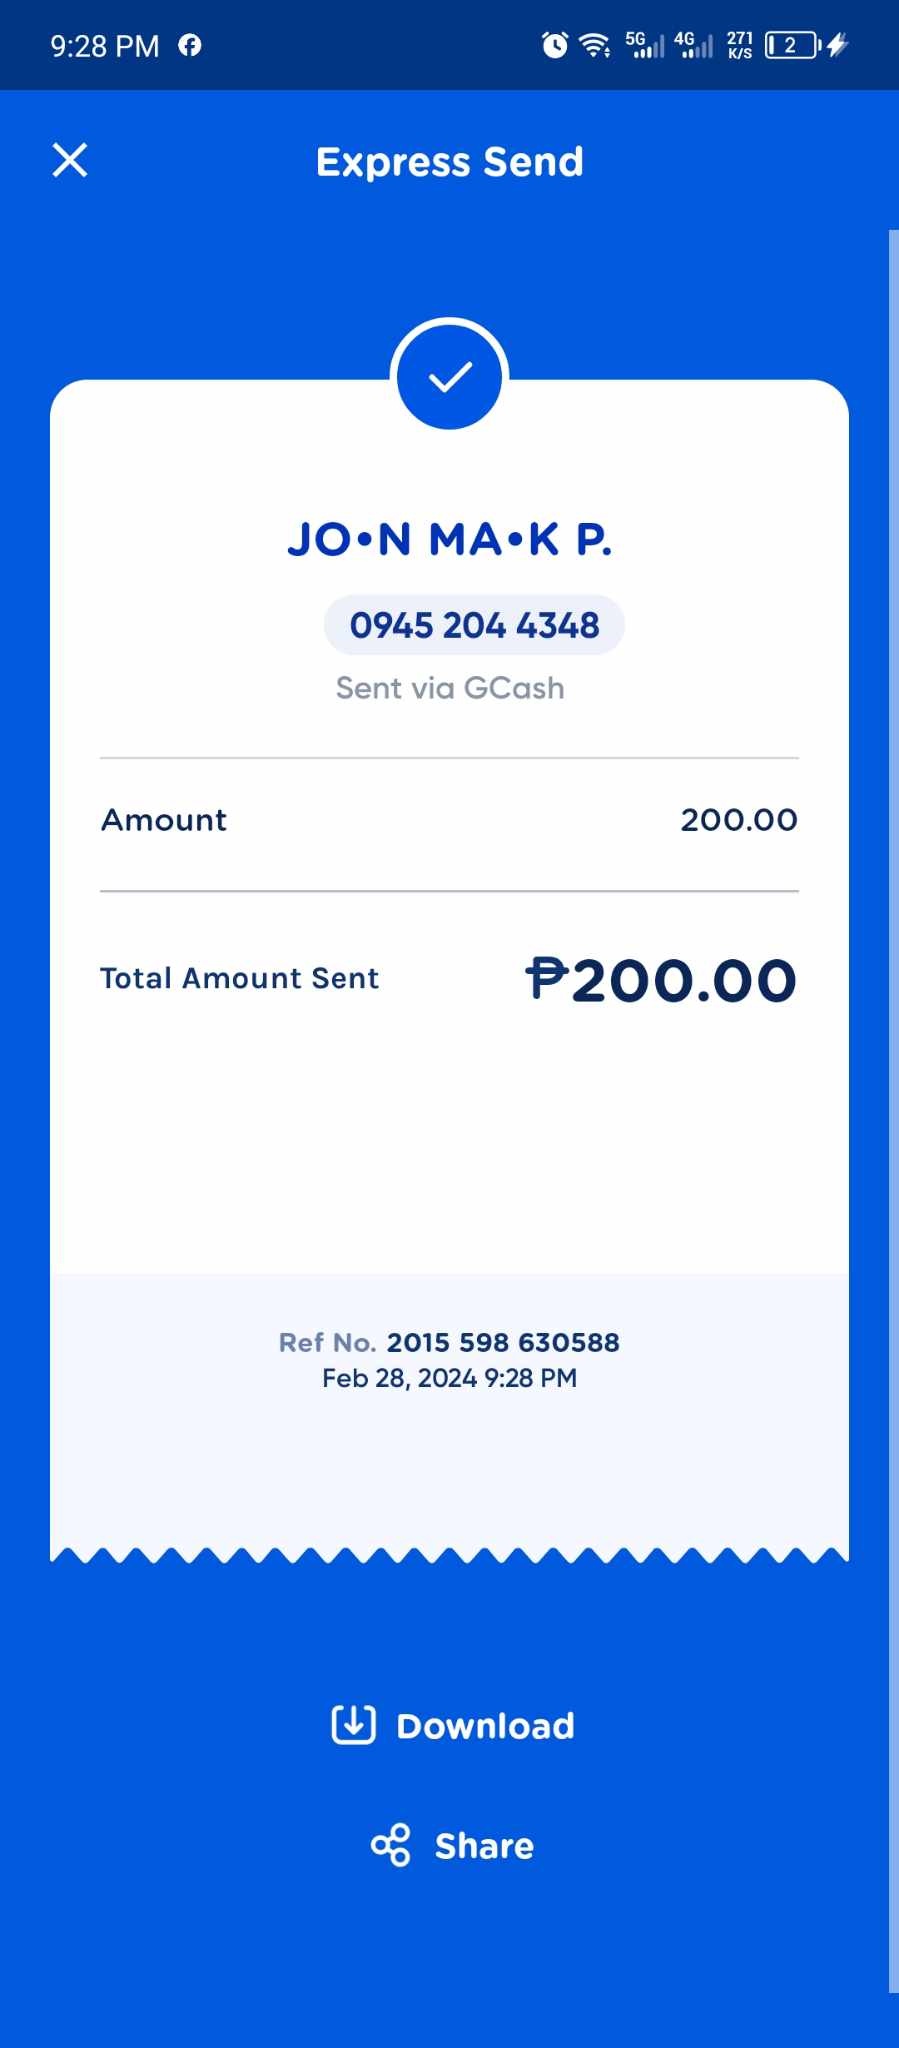 9:28 PM
5G 4G 271 K/S 2
Express Send
JO•N MA•K P.
0945 204 4348
Sent via GCash
Amount 200.00
Total Amount Sent ₱200.00
Ref No. 2015 598 630588
Feb 28, 2024 9:28 PM
Download
Share